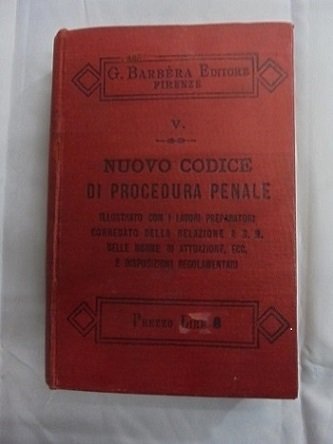 G. BARBÈRA EDITORE
FIRENZE
V.
NUOVO CODICE
DI PROCEDURA PENALE
ILLUSTRATO CON I LAVORI PREPARATORI
CORREDATO DELLA RELAZIONE A S. M.
DELLE NORME DI ATTUAZIONE, ECC.
E DISPOSIZIONI REGOLAMENTARI
PREZZO LIRE 8